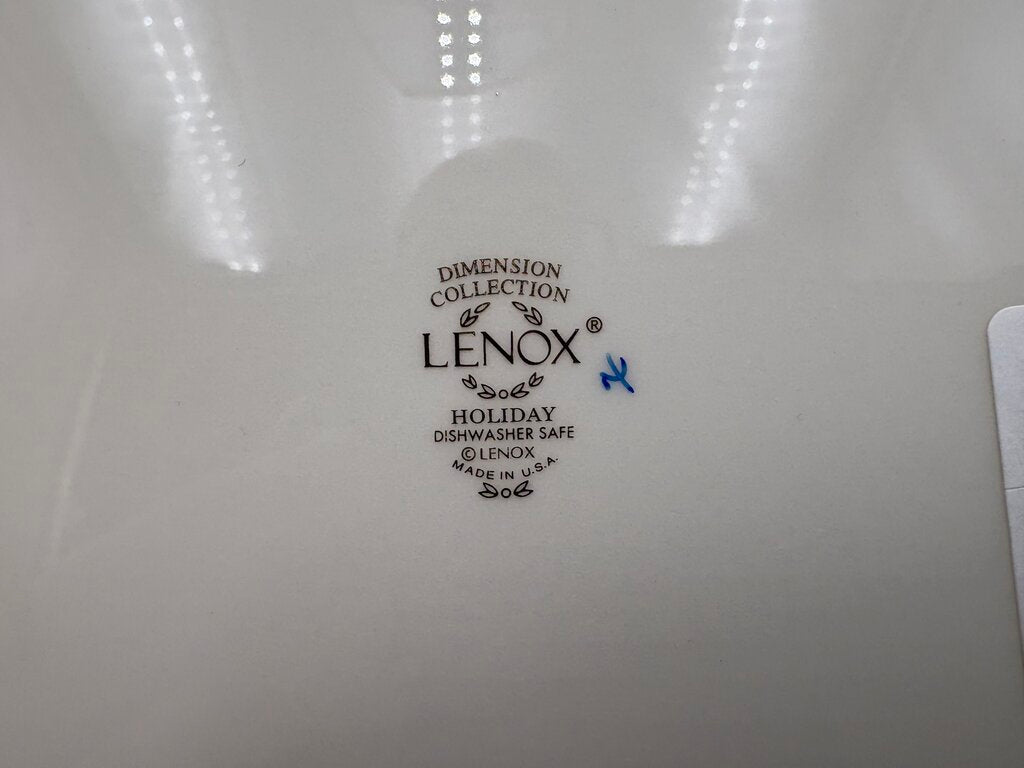 DIMENSION
COLLECTION
LENOX®
HOLIDAY
DISHWASHER SAFE
© LENOX
MADE IN U.S.A.